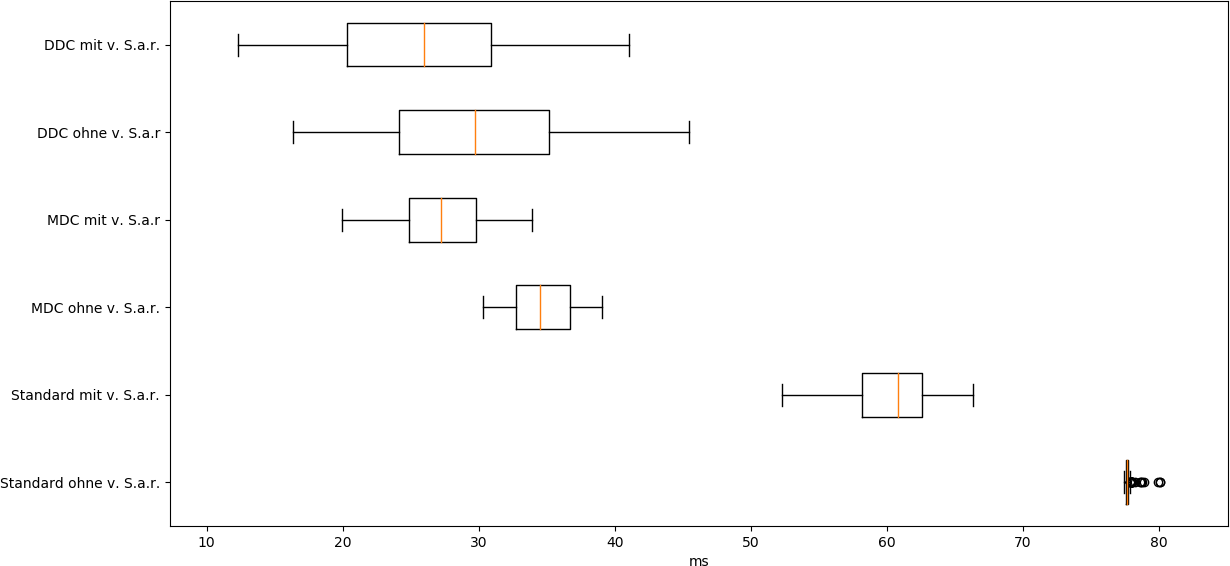 DDC mit v. S.a.r.
DDC ohne v. S.a.r
MDC mit v. S.a.r
MDC ohne v. S.a.r.
Standard mit v. S.a.r.
Standard ohne v. S.a.r.
10 20 30 40 50 60 70 80
ms